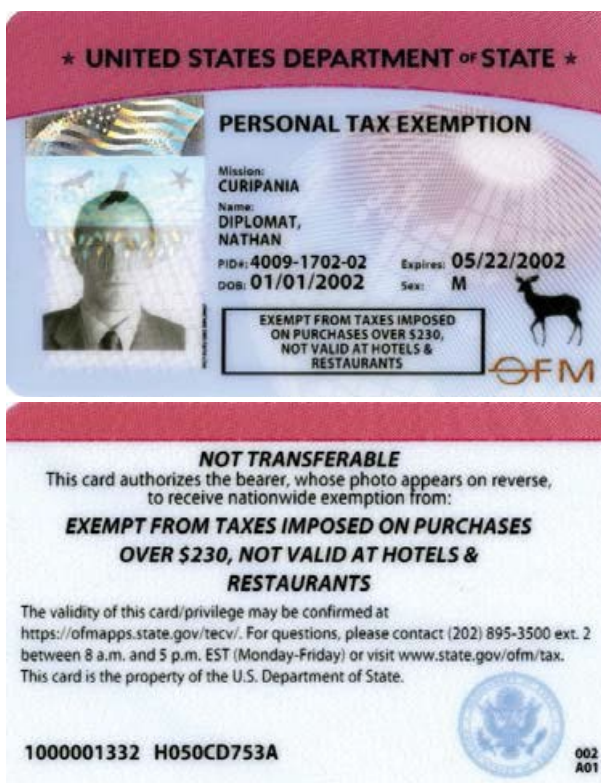 ★ UNITED STATES DEPARTMENT OF STATE ★
PERSONAL TAX EXEMPTION
Mission:
CURIPANIA
Name:
DIPLOMAT,
NATHAN
PID#: 4009-1702-02 Expires: 05/22/2002
DOB: 01/01/2002 Sex: M
EXEMPT FROM TAXES IMPOSED
ON PURCHASES OVER $230,
NOT VALID AT HOTELS &
RESTAURANTS
OFM
NOT TRANSFERABLE
This card authorizes the bearer, whose photo appears on reverse,
to receive nationwide exemption from:
EXEMPT FROM TAXES IMPOSED ON PURCHASES
OVER $230, NOT VALID AT HOTELS &
RESTAURANTS
The validity of this card/privilege may be confirmed at
https://ofmapps.state.gov/tecv/. For questions, please contact (202) 895-3500 ext. 2
between 8 a.m. and 5 p.m. EST (Monday-Friday) or visit www.state.gov/ofm/tax.
This card is the property of the U.S. Department of State.
1000001332 H050CD753A
002
A01